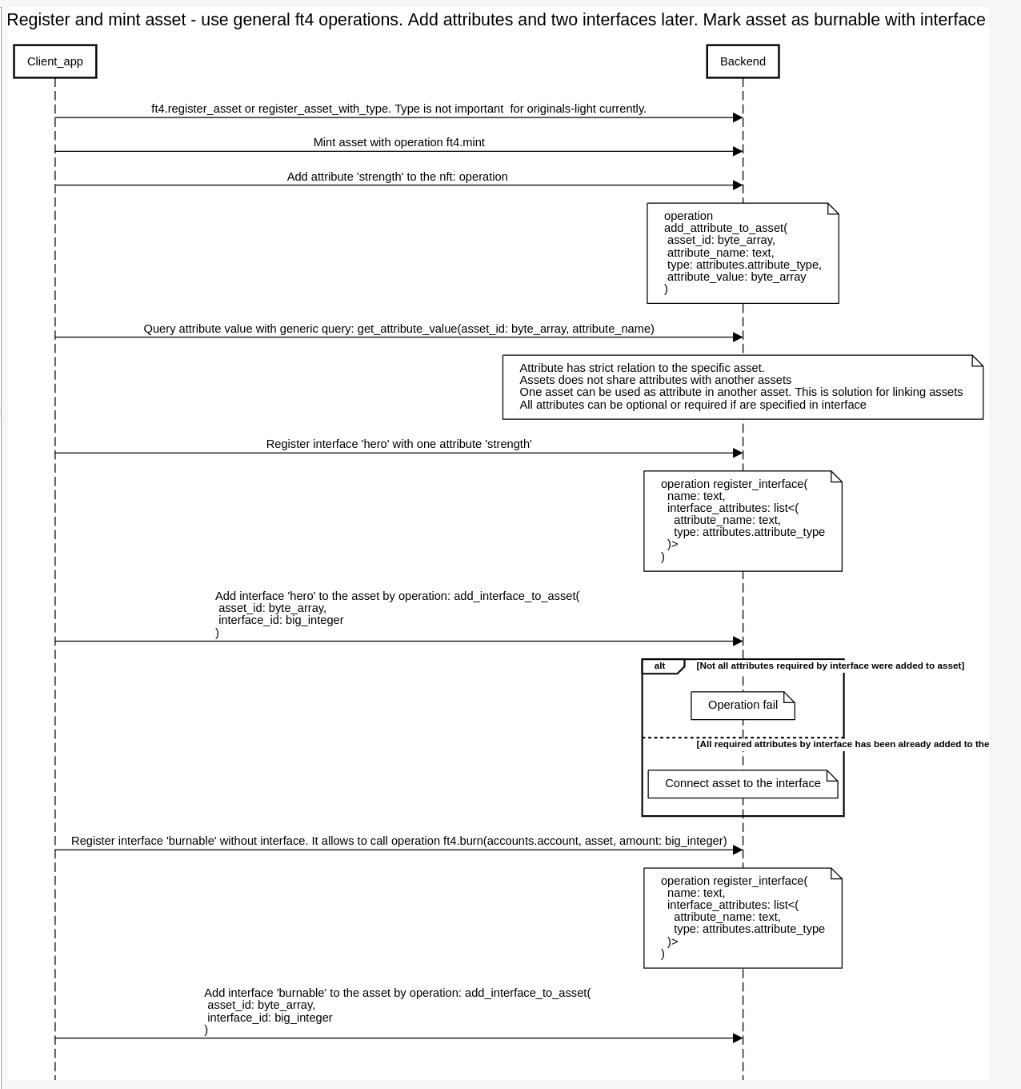 Register and mint asset - use general ft4 operations. Add attributes and two interfaces later. Mark asset as burnable with interface
Client_app
Backend
ft4.register_asset or register_asset_with_type. Type is not important  for originals-light currently.
Mint asset with operation ft4.mint
Add attribute 'strength' to the nft: operation
operation
add_attribute_to_asset(
asset_id: byte_array,
attribute_name: text,
type: attributes.attribute_type,
attribute_value: byte_array
)
Query attribute value with generic query: get_attribute_value(asset_id: byte_array, attribute_name)
Attribute has strict relation to the specific asset.
Assets does not share attributes with another assets
One asset can be used as attribute in another asset. This is solution for linking assets
All attributes can be optional or required if are specified in interface
Register interface 'hero' with one attribute 'strength'
operation register_interface(
name: text,
interface_attributes: list<(
attribute_name: text,
type: attributes.attribute_type
)>
)
Add interface 'hero' to the asset by operation: add_interface_to_asset(
asset_id: byte_array,
interface_id: big_integer
)
alt
[Not all attributes required by interface were added to asset]
Operation fail
[All required attributes by interface has been already added to the
Connect asset to the interface
Register interface 'burnable' without interface. It allows to call operation ft4.burn(accounts.account, asset, amount: big_integer)
operation register_interface(
name: text,
interface_attributes: list<(
attribute_name: text,
type: attributes.attribute_type
)>
)
Add interface 'burnable' to the asset by operation: add_interface_to_asset(
asset_id: byte_array,
interface_id: big_integer
)